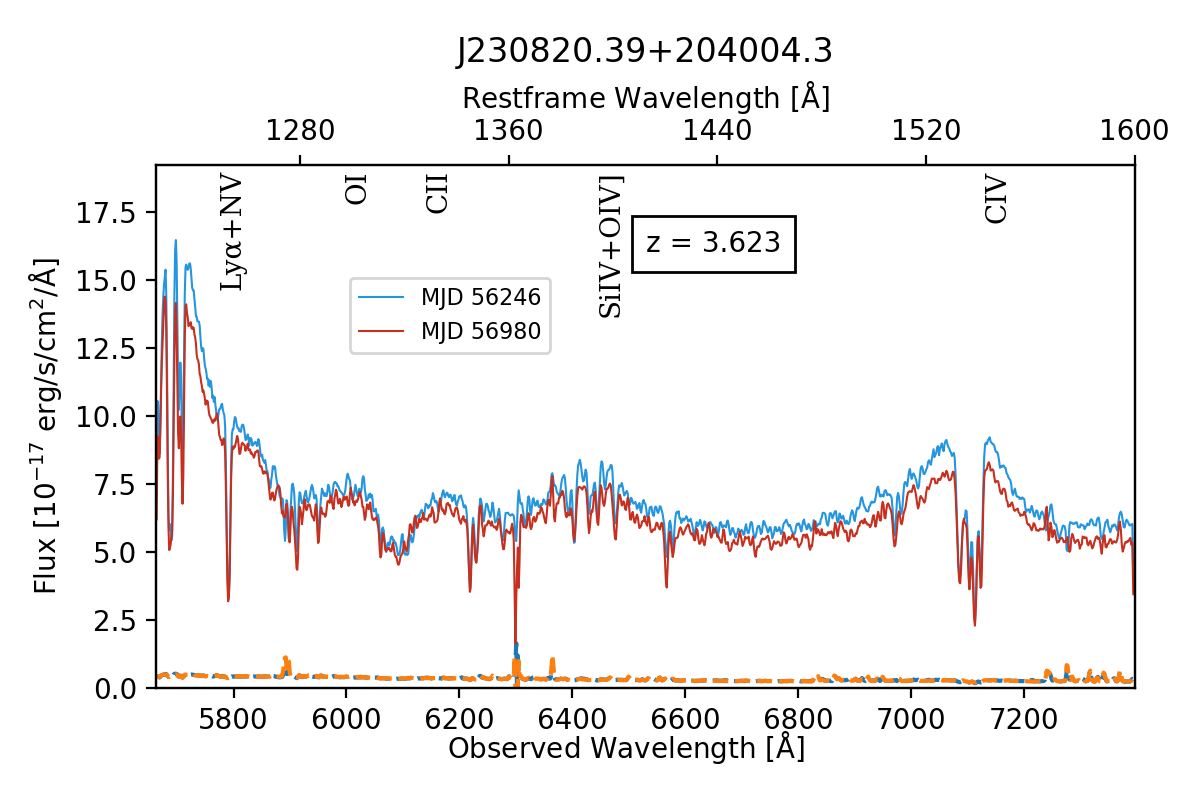 J230820.39+204004.3
Restframe Wavelength [Å]
1280 1360 1440 1520 1600
Lyα+NV
OI
CII
SiIV+OIV]
CIV
z = 3.623
MJD 56246
MJD 56980
17.5
15.0
12.5
10.0
7.5
5.0
2.5
0.0
Flux [10⁻¹⁷ erg/s/cm²/Å]
5800 6000 6200 6400 6600 6800 7000 7200
Observed Wavelength [Å]